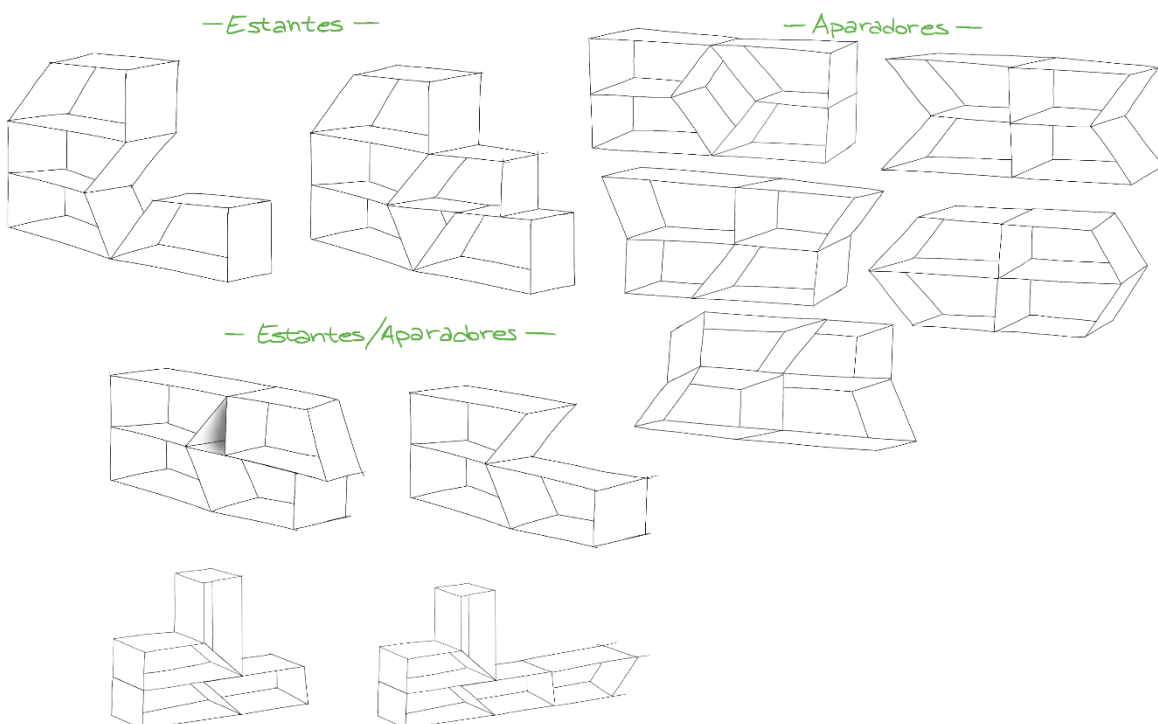 — Estantes —
— Aparadores —
— Estantes/Aparadores —